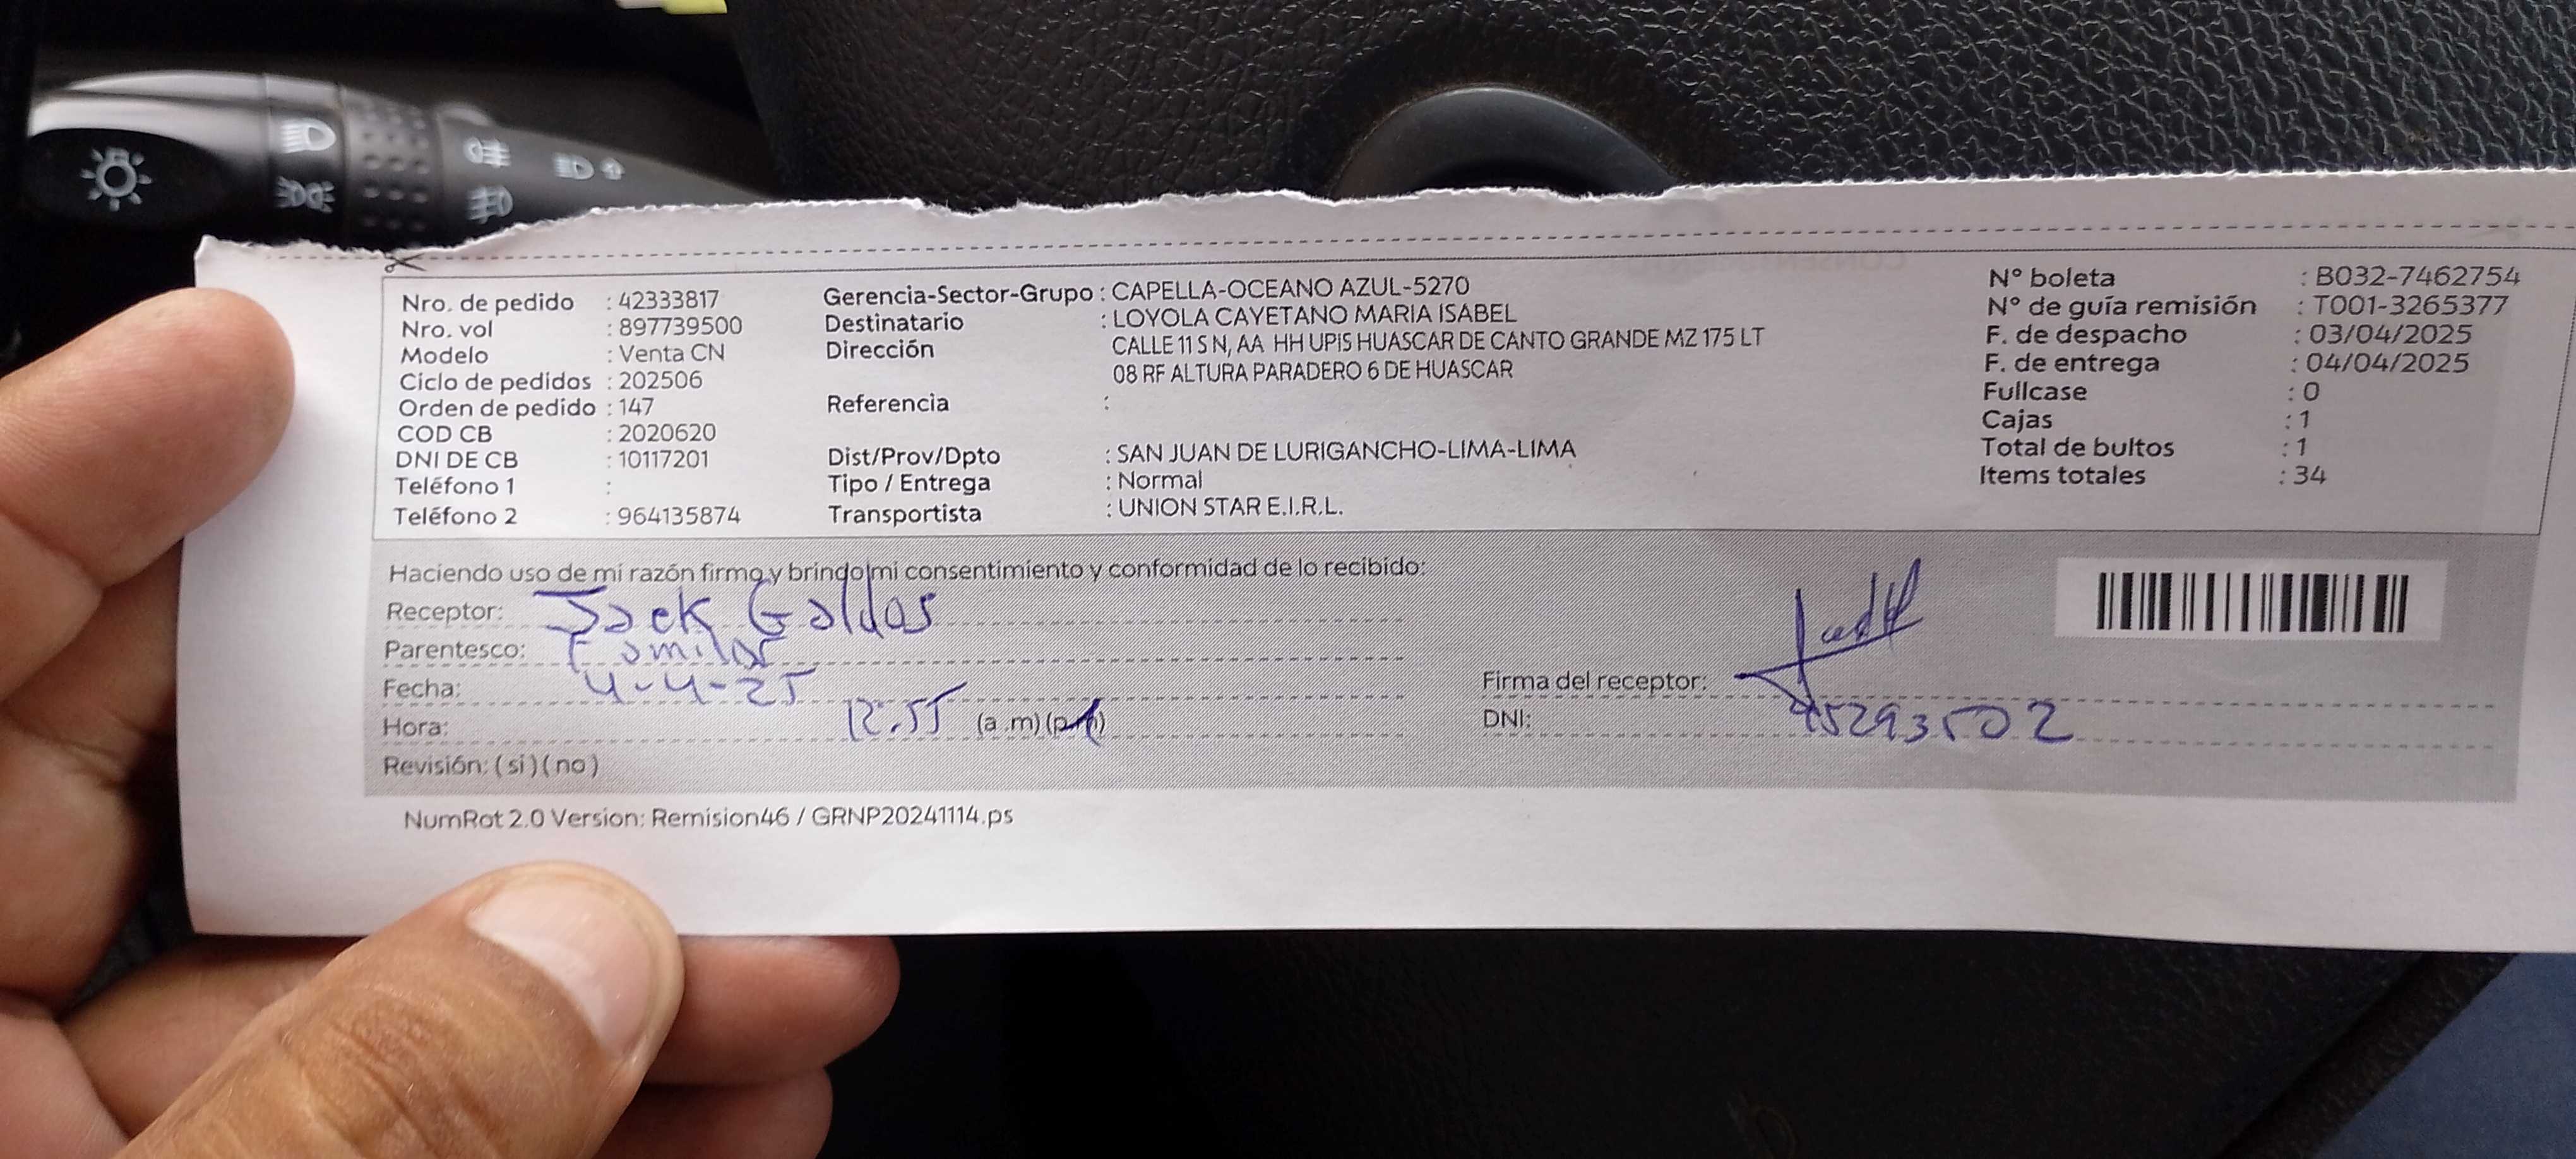 Nro. de pedido : 42333817
Nro. vol : 897739500
Modelo : Venta CN
Ciclo de pedidos : 202506
Orden de pedido : 147
COD CB : 2020620
DNI DE CB : 10117201
Teléfono 1 :
Teléfono 2 : 964135874
Gerencia-Sector-Grupo : CAPELLA-OCEANO AZUL-5270
Destinatario : LOYOLA CAYETANO MARIA ISABEL
Dirección CALLE 11 S N, AA HH UPIS HUASCAR DE CANTO GRANDE MZ 175 LT
08 RF ALTURA PARADERO 6 DE HUASCAR
Referencia :
Dist/Prov/Dpto : SAN JUAN DE LURIGANCHO-LIMA-LIMA
Tipo / Entrega : Normal
Transportista : UNION STAR E.I.R.L.
N° boleta : B032-7462754
N° de guía remisión : T001-3265377
F. de despacho : 03/04/2025
F. de entrega : 04/04/2025
Fullcase : 0
Cajas : 1
Total de bultos : 1
Items totales : 34
Haciendo uso de mi razón firmo y brindo mi consentimiento y conformidad de lo recibido:
Receptor: Jack Galdos
Parentesco: Familar
Fecha: 4-4-25
Hora: 12.55 (a.m)(p.m)
Revisión: (si)(no)
Firma del receptor:
DNI: 45293502
NumRot 2.0 Version: Remision46 / GRNP20241114.ps